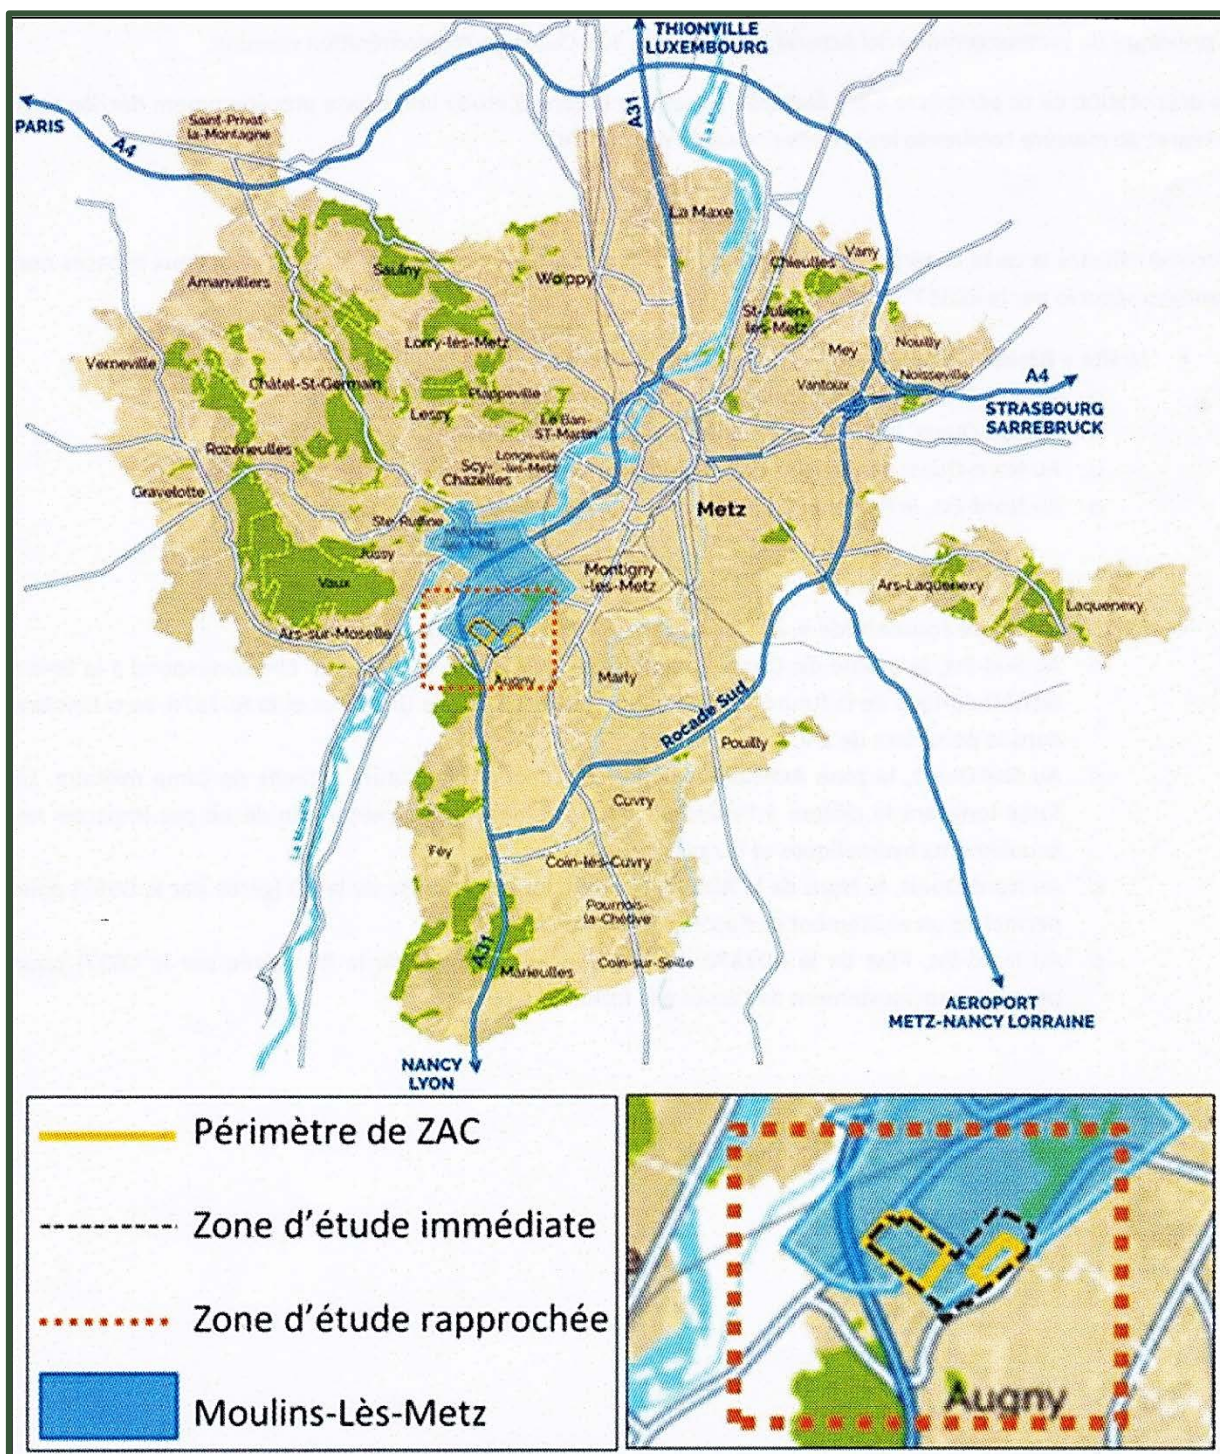 THIONVILLE
LUXEMBOURG
PARIS
A4
A31
Saint-Privat
la-Montagne
La Maxe
Vany
Chieulles
Saulny
Woippy
Amanvillers
St-Julien-
lès-Metz
Nouilly
Mey
Lorry-lès-Metz
Noisseville
Verneville
Châtel-St-Germain
Vantoux
A4
Plappeville
STRASBOURG
SARREBRUCK
Lessy
Le Ban
ST-Martin
Rozérieulles
Longeville
-lès-Metz
Scy-
Chazelles
Gravelotte
Metz
Ste-Ruffine
Jussy
Montigny
-lès-Metz
Vaux
Ars-Laquenexy
Laquenexy
Ars-sur-Moselle
Augny
Marly
Rocade Sud
Pouilly
Cuvry
La Moselle
Féy
Coin-lès-Cuvry
Pournoy-
la-Chétive
A31
Marieulles
Coin-sur-Seille
AEROPORT
METZ-NANCY LORRAINE
NANCY
LYON
Périmètre de ZAC
Zone d'étude immédiate
Zone d'étude rapprochée
Moulins-Lès-Metz
Augny